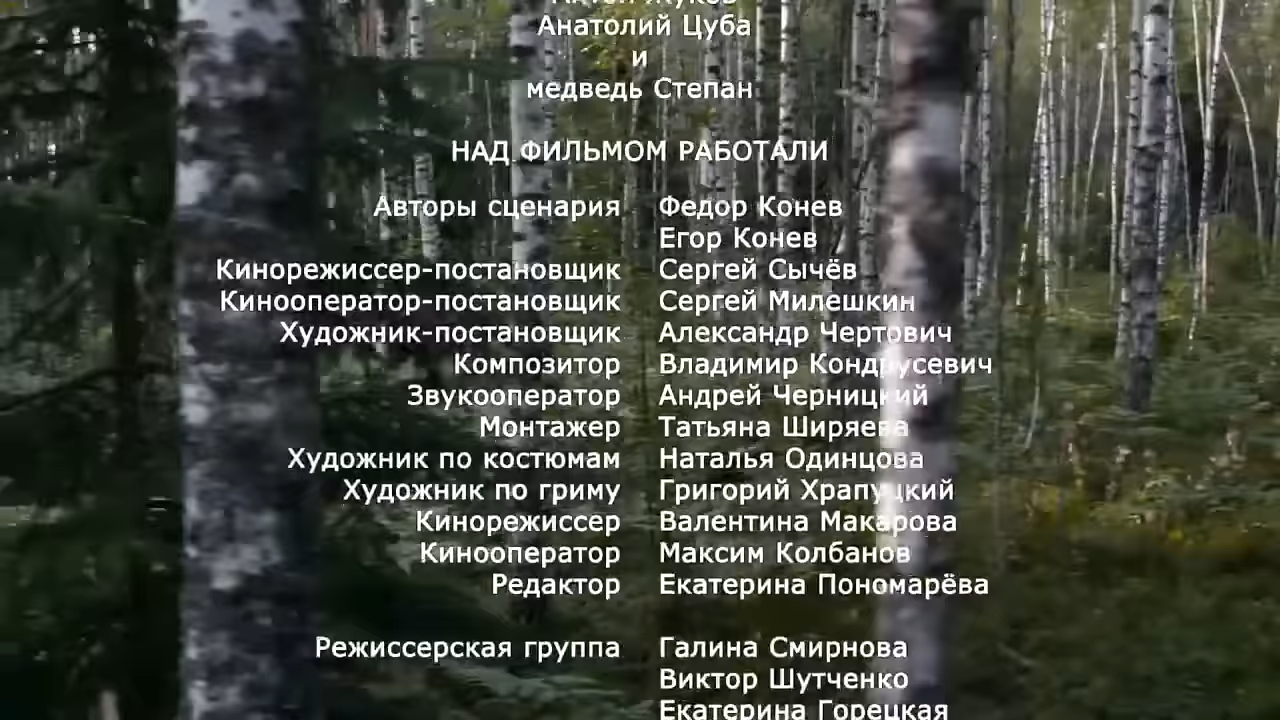 Анатолий Цуба
и
медведь Степан
НАД ФИЛЬМОМ РАБОТАЛИ
Авторы сценария Федор Конев
Егор Конев
Кинорежиссер-постановщик Сергей Сычёв
Кинооператор-постановщик Сергей Милешкин
Художник-постановщик Александр Чертович
Композитор Владимир Кондрусевич
Звукооператор Андрей Черницкий
Монтажер Татьяна Ширяева
Художник по костюмам Наталья Одинцова
Художник по гриму Григорий Храпуцкий
Кинорежиссер Валентина Макарова
Кинооператор Максим Колбанов
Редактор Екатерина Пономарёва
Режиссерская группа Галина Смирнова
Виктор Шутченко
Екатерина Горецкая